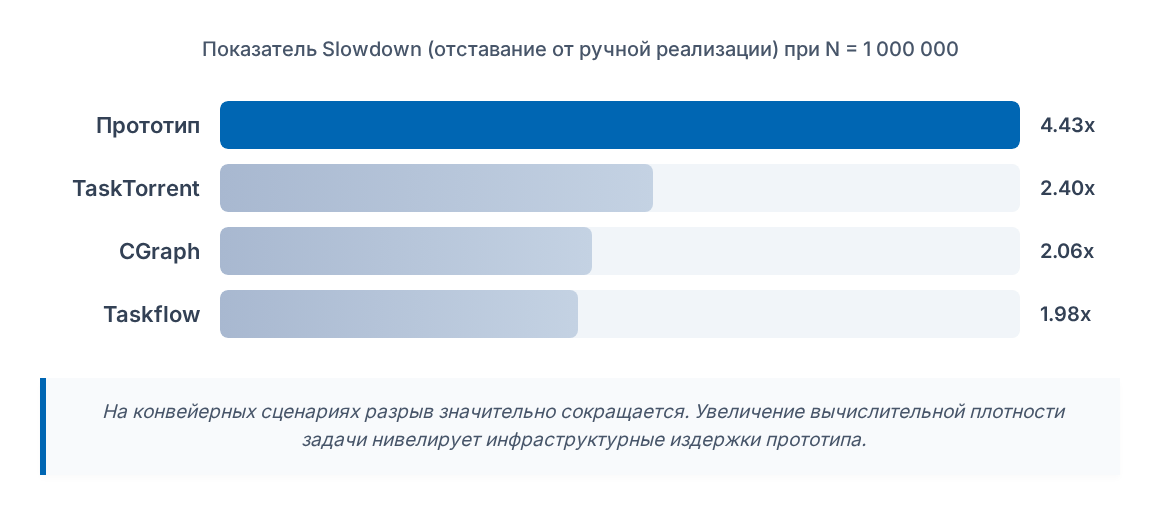 Показатель Slowdown (отставание от ручной реализации) при N = 1 000 000
Прототип 4.43x
TaskTorrent 2.40x
CGraph 2.06x
Taskflow 1.98x
На конвейерных сценариях разрыв значительно сокращается. Увеличение вычислительной плотности
задачи нивелирует инфраструктурные издержки прототипа.